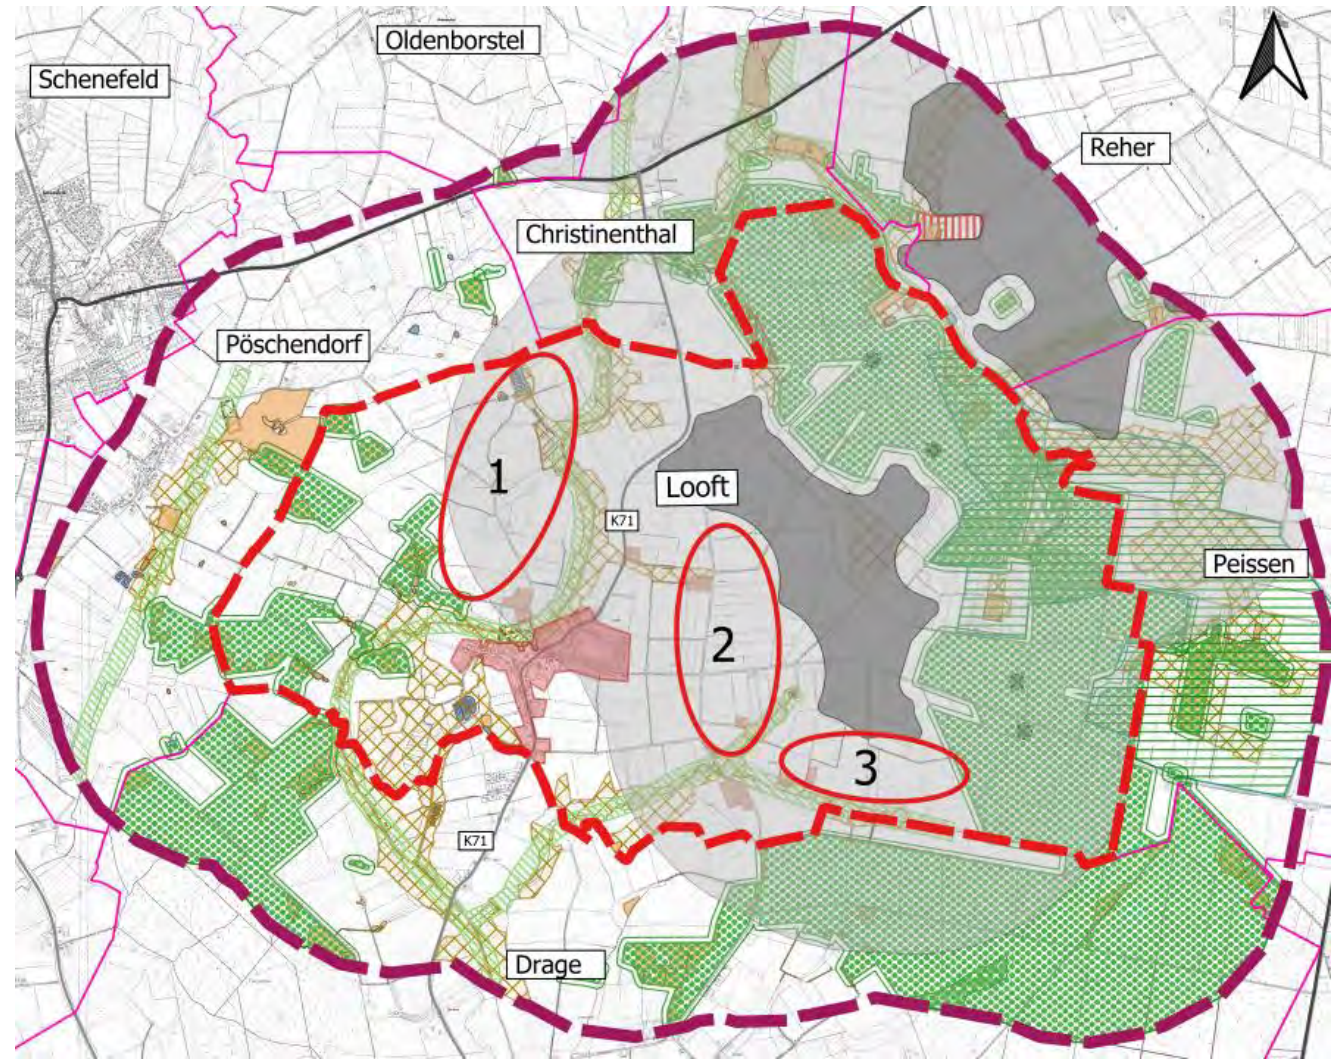 Oldenborstel
Schenefeld
Reher
Christinenthal
Pöschendorf
1
Looft
K71
Peissen
2
3
K71
Drage